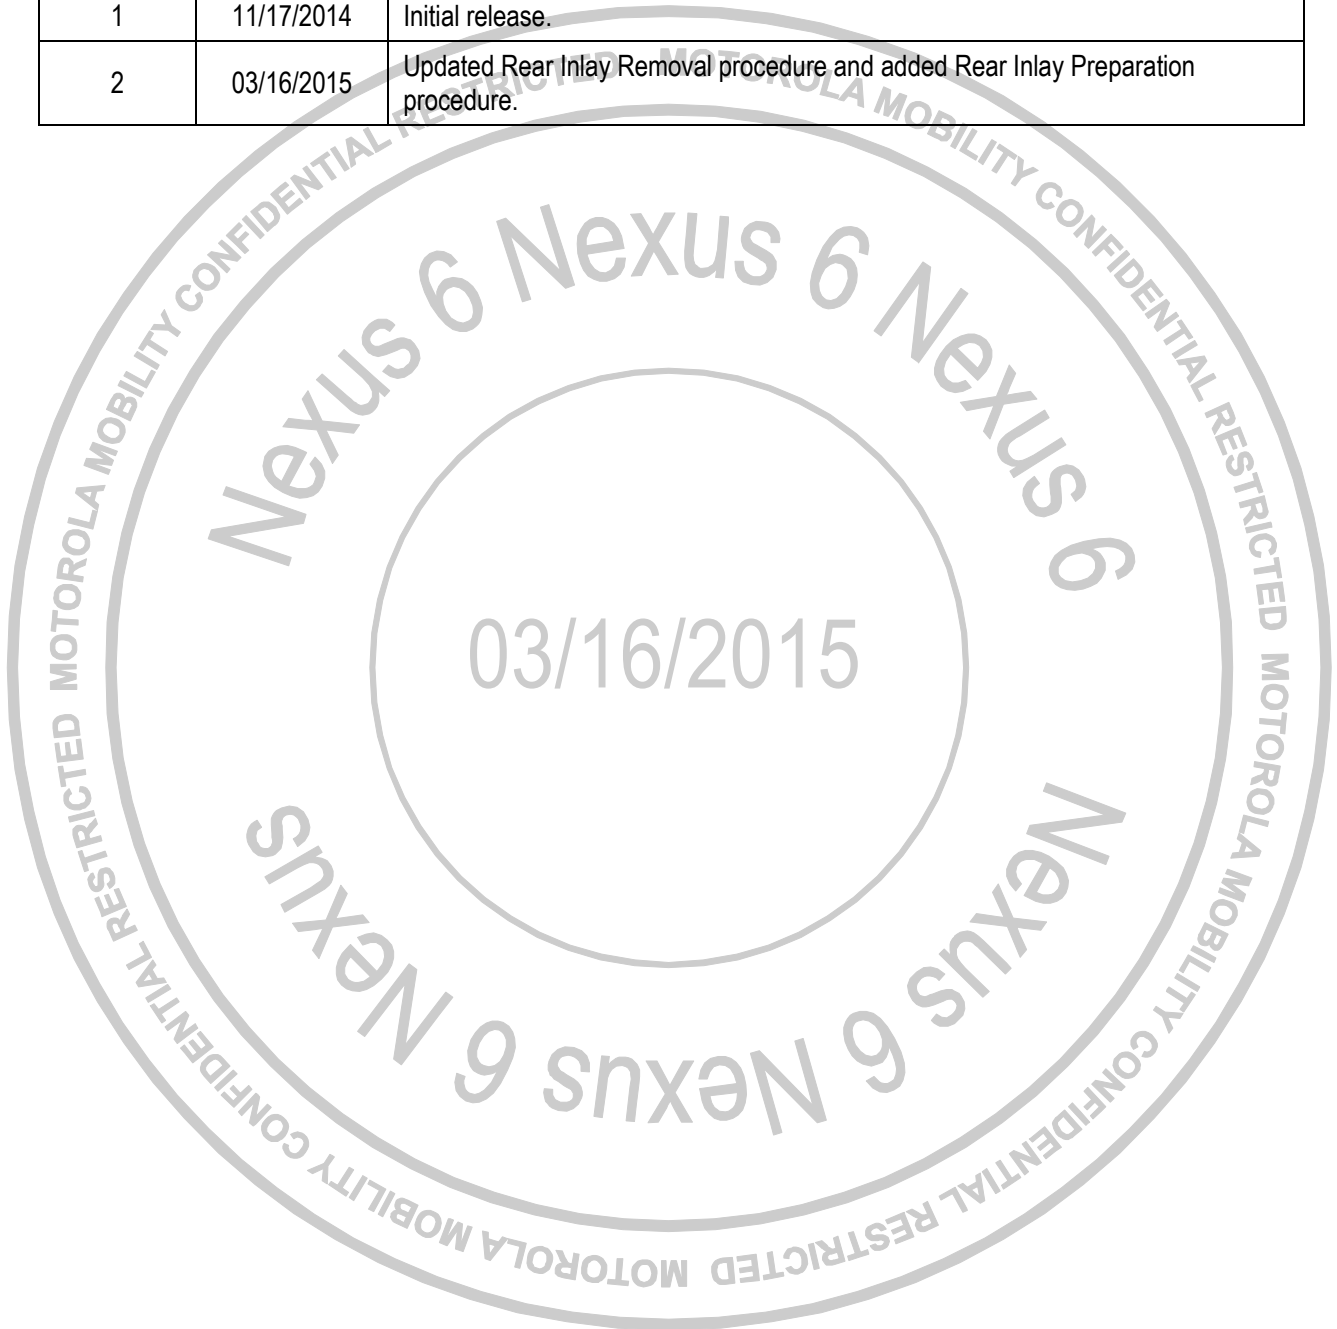 1 11/17/2014 Initial release.
2 03/16/2015 Updated Rear Inlay Removal procedure and added Rear Inlay Preparation
procedure.
MOTOROLA MOBILITY CONFIDENTIAL RESTRICTED MOTOROLA MOBILITY CONFIDENTIAL RESTRICTED MOTOROLA MOBILITY CONFIDENTIAL RESTRICTED MOTOROLA MOBILITY CONFIDENTIAL RESTRICTED
Nexus 6 Nexus 6 Nexus 6 Nexus 6 Nexus 6 Nexus
03/16/2015